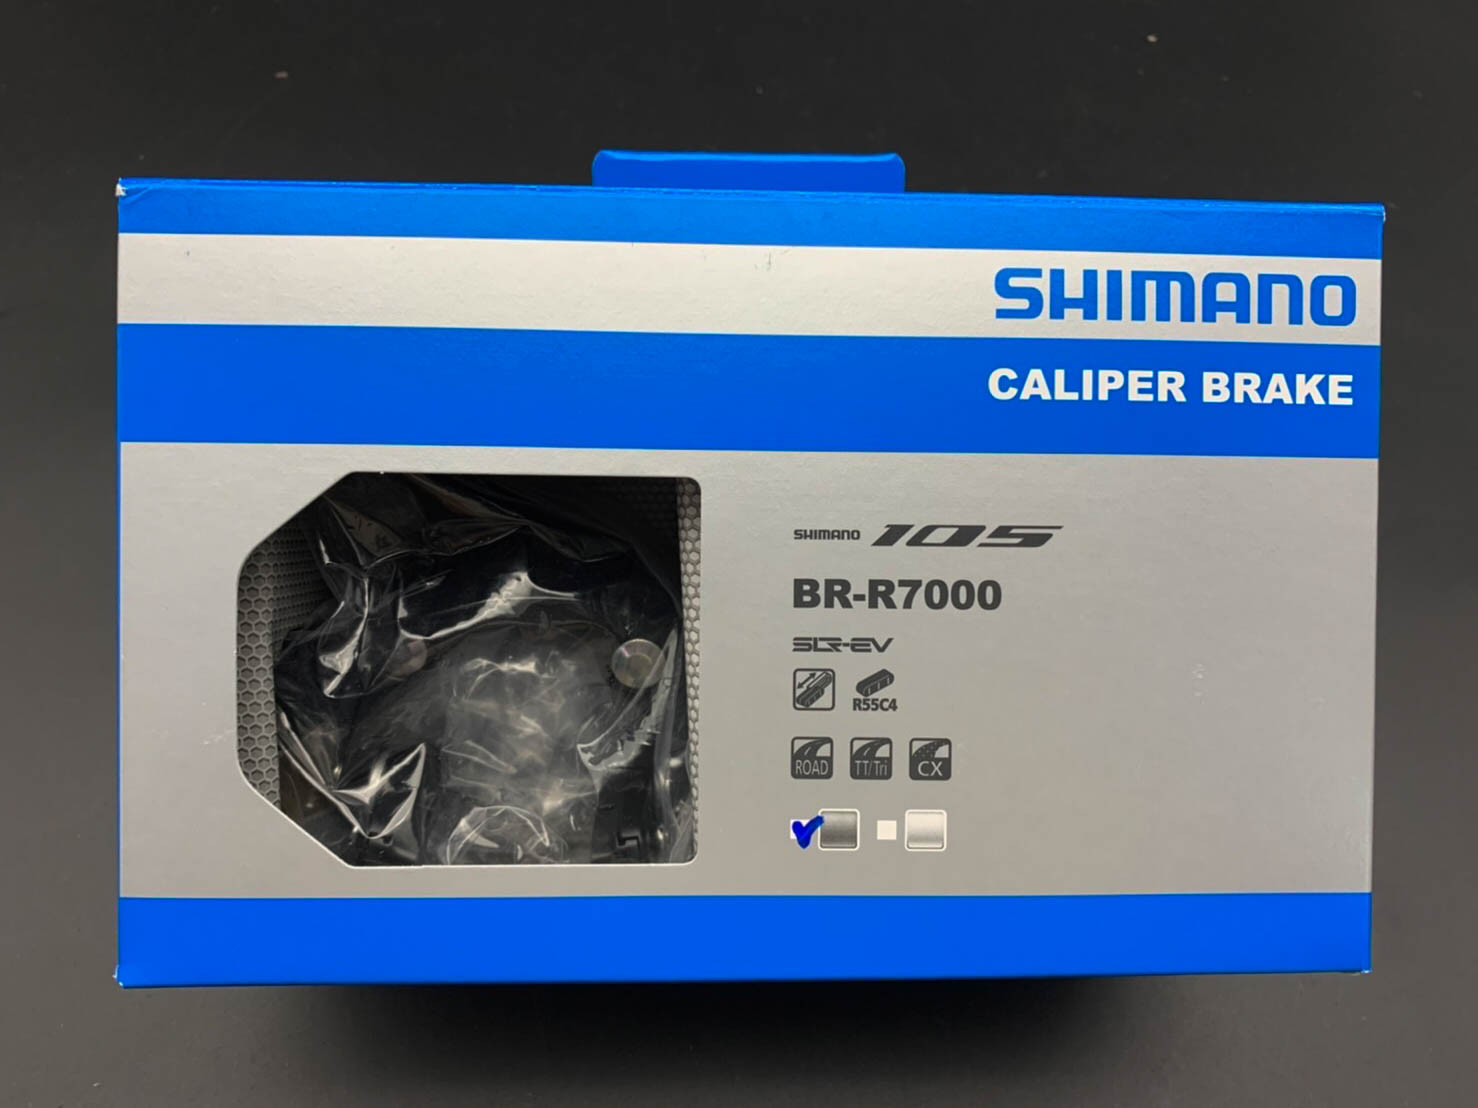 SHIMANO
CALIPER BRAKE
SHIMANO 105
BR-R7000
SLR-EV
R55C4
ROAD TT/Tri CX